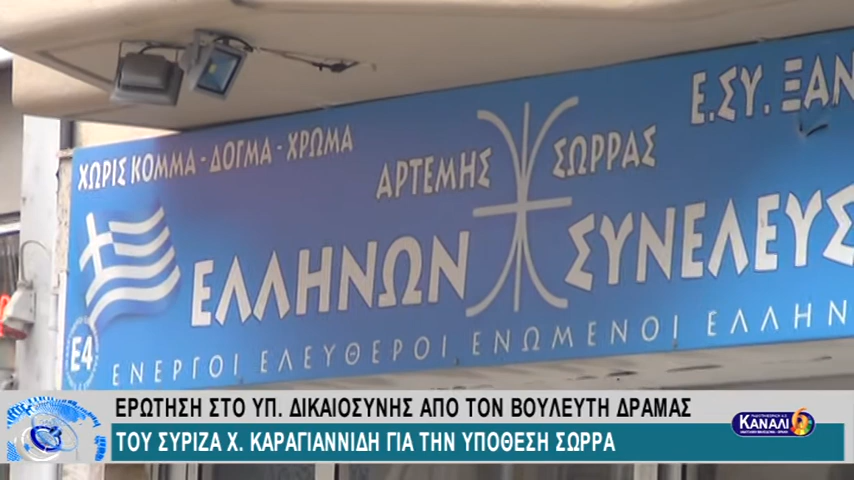 Ε.ΣΥ. ΞΑΝ
ΧΩΡΙΣ ΚΟΜΜΑ - ΔΟΓΜΑ - ΧΡΩΜΑ
ΑΡΤΕΜΗΣ ΣΩΡΡΑΣ
ΕΛΛΗΝΩΝ ΣΥΝΕΛΕΥΣ
Ε4
ΕΝΕΡΓΟΙ ΕΛΕΥΘΕΡΟΙ ΕΝΩΜΕΝΟΙ ΕΛΛΗΝ
ΕΡΩΤΗΣΗ ΣΤΟ ΥΠ. ΔΙΚΑΙΟΣΥΝΗΣ ΑΠΟ ΤΟΝ ΒΟΥΛΕΥΤΗ ΔΡΑΜΑΣ
ΤΟΥ ΣΥΡΙΖΑ Χ. ΚΑΡΑΓΙΑΝΝΙΔΗ ΓΙΑ ΤΗΝ ΥΠΟΘΕΣΗ ΣΩΡΡΑ
ΚΑΝΑΛΙ 6